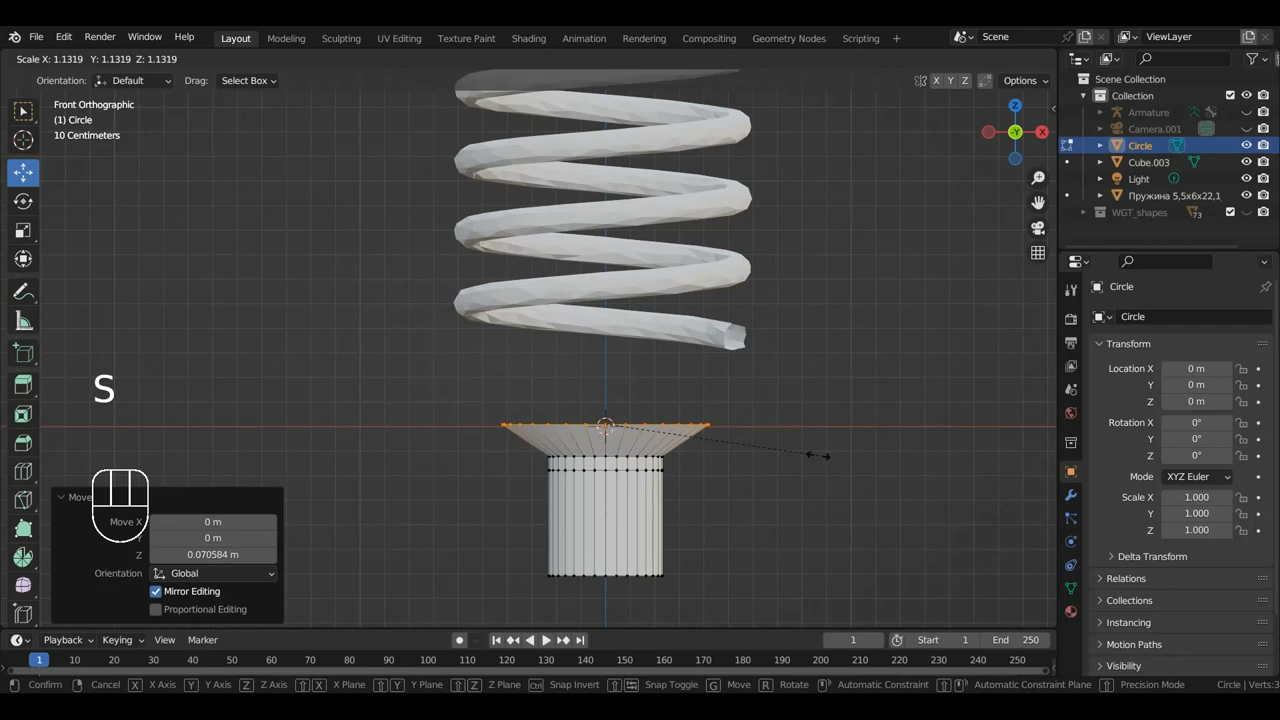 File Edit Render Window Help Layout Modeling Sculpting UV Editing Texture Paint Shading Animation Rendering Compositing Geometry Nodes Scripting + Scene ViewLayer
Scale X: 1.1319 Y: 1.1319 Z: 1.1319
Orientation: Default Drag: Select Box X Y Z Options
Front Orthographic
(1) Circle
10 Centimeters
Z
X
-Y
Scene Collection
Collection
Armature
Camera.001
Circle
Cube.003
Light
Пружина 5,5x6x22,1
WGT_shapes 73
Circle
Circle
Transform
Location X 0 m
Y 0 m
Z 0 m
Rotation X 0°
Y 0°
Z 0°
Mode XYZ Euler
Scale X 1.000
Y 1.000
Z 1.000
Delta Transform
Relations
Collections
Instancing
Motion Paths
Visibility
S
Move
Move X 0 m
Y 0 m
Z 0.070584 m
Orientation Global
Mirror Editing
Proportional Editing
Playback Keying View Marker 1 Start 1 End 250
1 10 20 30 40 50 60 70 80 90 100 110 120 130 140 150 160 170 180 190 200 210 220 230 240 250
Confirm Cancel X X Axis Y Y Axis Z Z Axis X X Plane Y Y Plane Z Z Plane Ctrl Snap Invert Snap Toggle G Move R Rotate Automatic Constraint Automatic Constraint Plane Precision Mode Circle | Verts:3